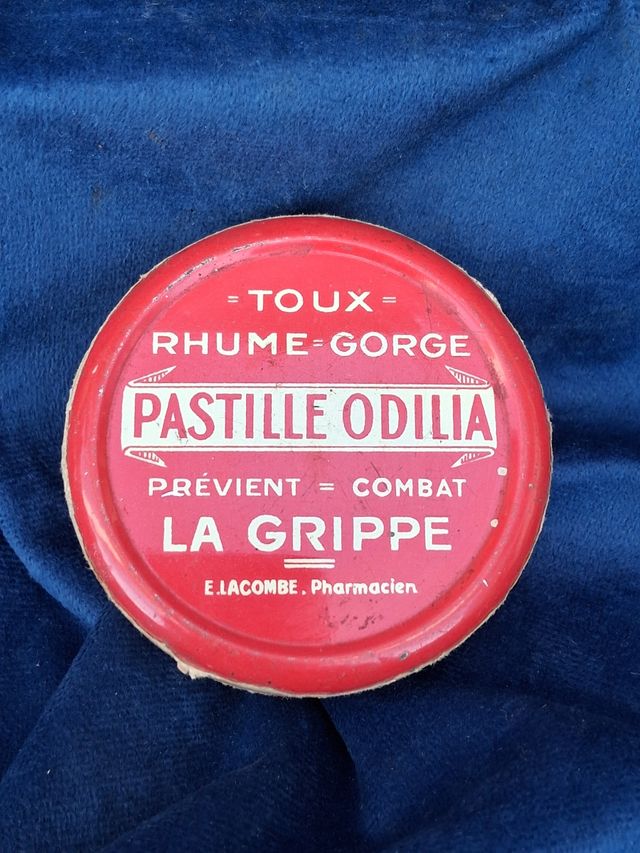 = TOUX =
RHUME = GORGE
PASTILLE ODILIA
PRÉVIENT = COMBAT
LA GRIPPE
E. LACOMBE. Pharmacien